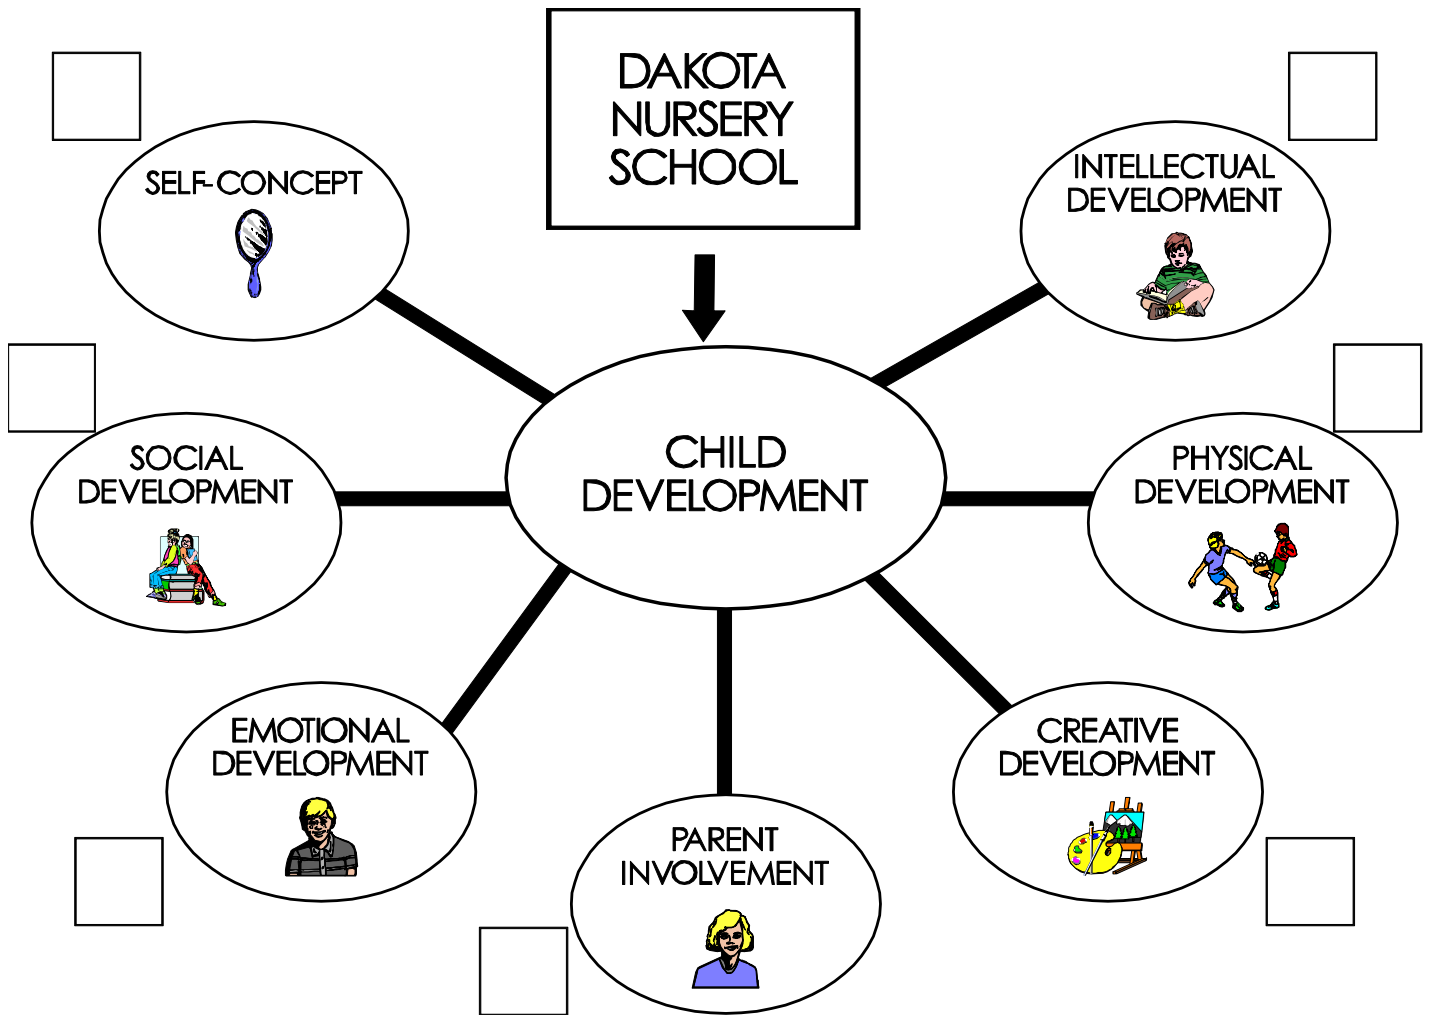 DAKOTA
NURSERY
SCHOOL
SELF-CONCEPT
INTELLECTUAL
DEVELOPMENT
CHILD
DEVELOPMENT
SOCIAL
DEVELOPMENT
PHYSICAL
DEVELOPMENT
EMOTIONAL
DEVELOPMENT
CREATIVE
DEVELOPMENT
PARENT
INVOLVEMENT